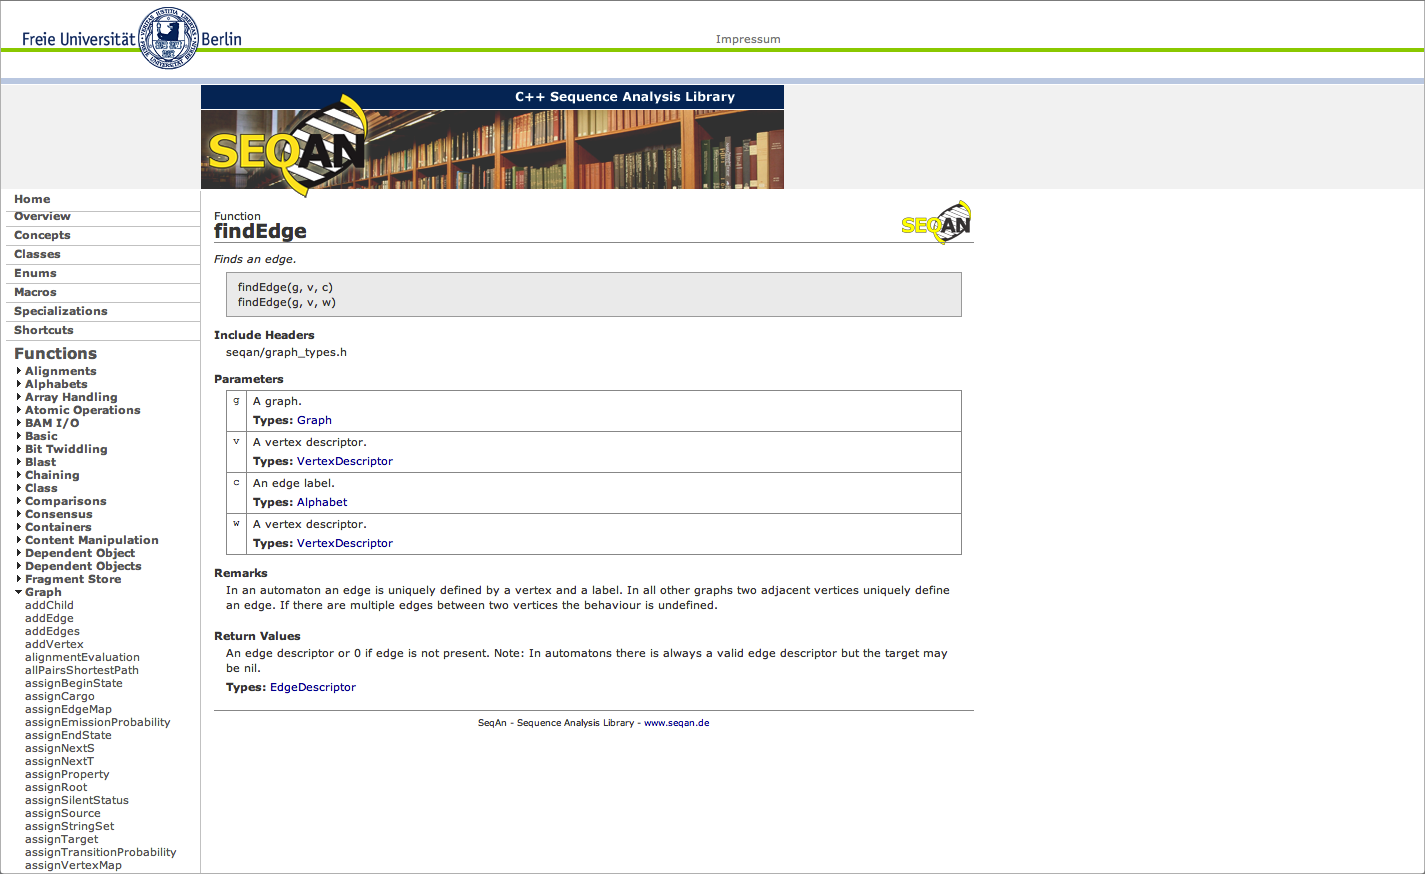 Freie Universität Berlin
Impressum
C++ Sequence Analysis Library
SEQAN
Home
Overview
Concepts
Classes
Enums
Macros
Specializations
Shortcuts
Functions
Alignments
Alphabets
Array Handling
Atomic Operations
BAM I/O
Basic
Bit Twiddling
Blast
Chaining
Class
Comparisons
Consensus
Containers
Content Manipulation
Dependent Object
Dependent Objects
Fragment Store
Graph
addChild
addEdge
addEdges
addVertex
alignmentEvaluation
allPairsShortestPath
assignBeginState
assignCargo
assignEdgeMap
assignEmissionProbability
assignEndState
assignNextS
assignNextT
assignProperty
assignRoot
assignSilentStatus
assignSource
assignStringSet
assignTarget
assignTransitionProbability
assignVertexMap
Function
findEdge
SEQAN
Finds an edge.
findEdge(g, v, c)
findEdge(g, v, w)
Include Headers
seqan/graph_types.h
Parameters
g A graph.
Types: Graph
v A vertex descriptor.
Types: VertexDescriptor
c An edge label.
Types: Alphabet
w A vertex descriptor.
Types: VertexDescriptor
Remarks
In an automaton an edge is uniquely defined by a vertex and a label. In all other graphs two adjacent vertices uniquely define
an edge. If there are multiple edges between two vertices the behaviour is undefined.
Return Values
An edge descriptor or 0 if edge is not present. Note: In automatons there is always a valid edge descriptor but the target may
be nil.
Types: EdgeDescriptor
SeqAn - Sequence Analysis Library - www.seqan.de